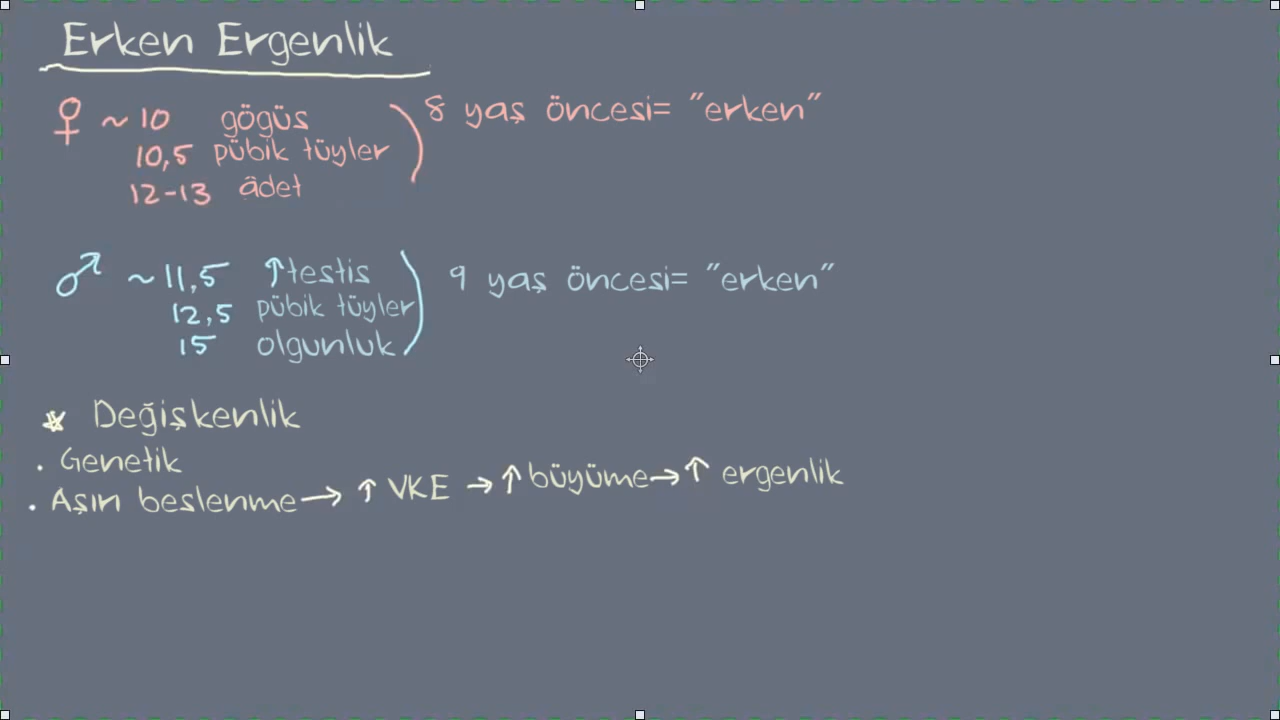 Erken Ergenlik
♀ ~ 10 gögüs
10,5 pübik tüyler
12-13 âdet
8 yaş öncesi= "erken"
♂ ~ 11,5 ↑testis
12,5 pübik tüyler
15 olgunluk
9 yaş öncesi= "erken"
* Değişkenlik
. Genetik
. Aşırı beslenme → ↑ VKE → ↑ büyüme → ↑ ergenlik